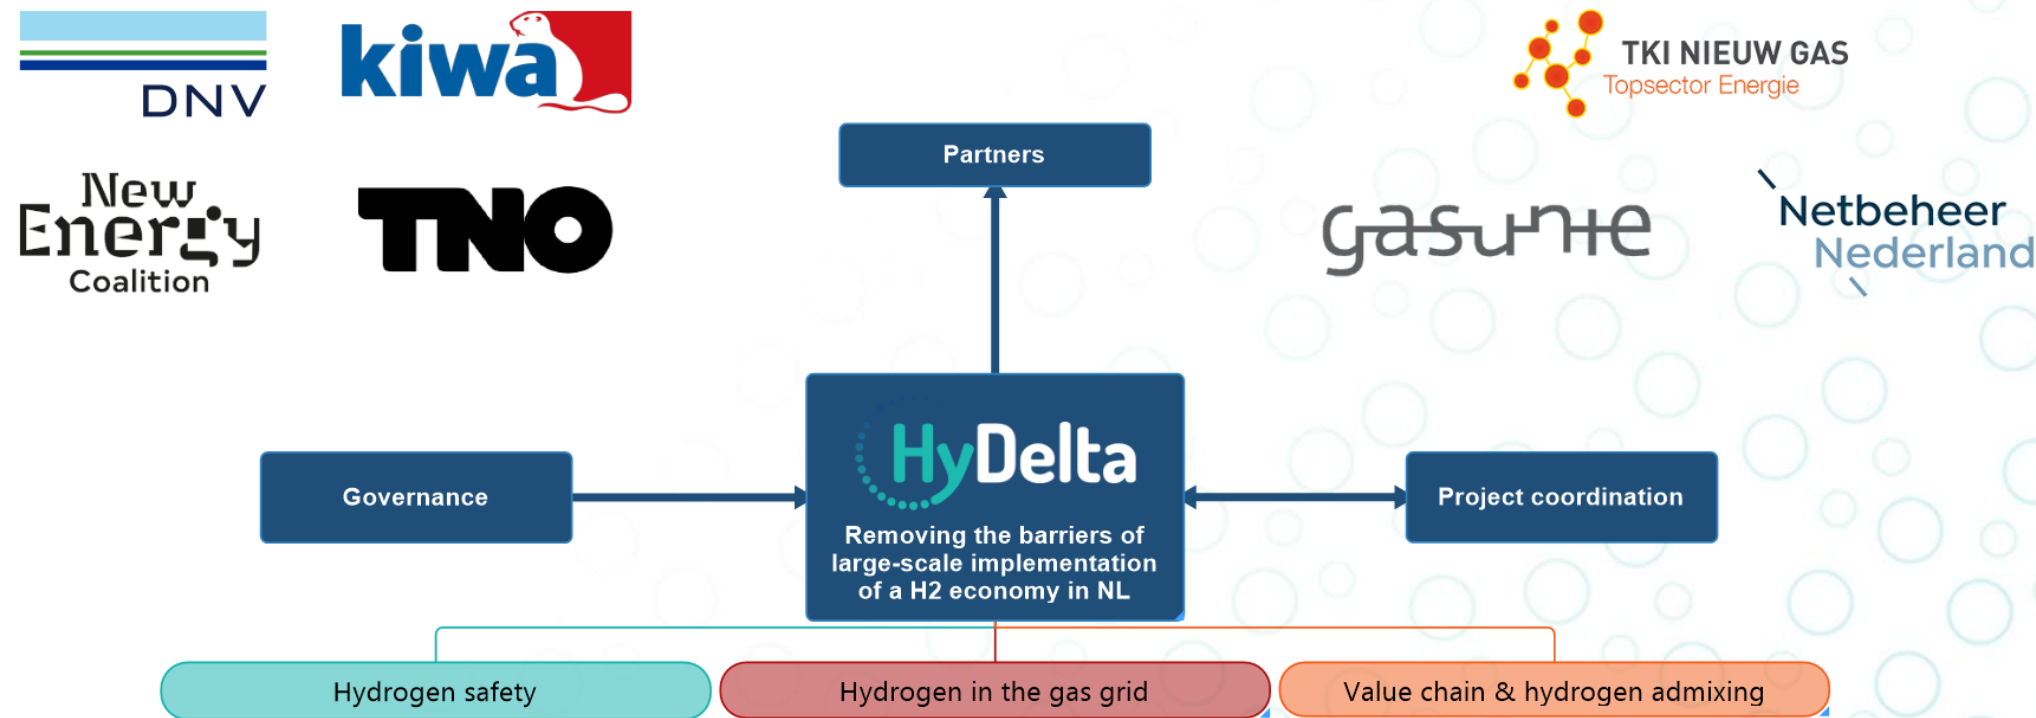 DNV
kiwa
TKI NIEUW GAS
Topsector Energie
Partners
New
Energy
Coalition
TNO
gasunie
Netbeheer
Nederland
HyDelta
Governance
Project coordination
Removing the barriers of
large-scale implementation
of a H2 economy in NL
Hydrogen safety
Hydrogen in the gas grid
Value chain & hydrogen admixing